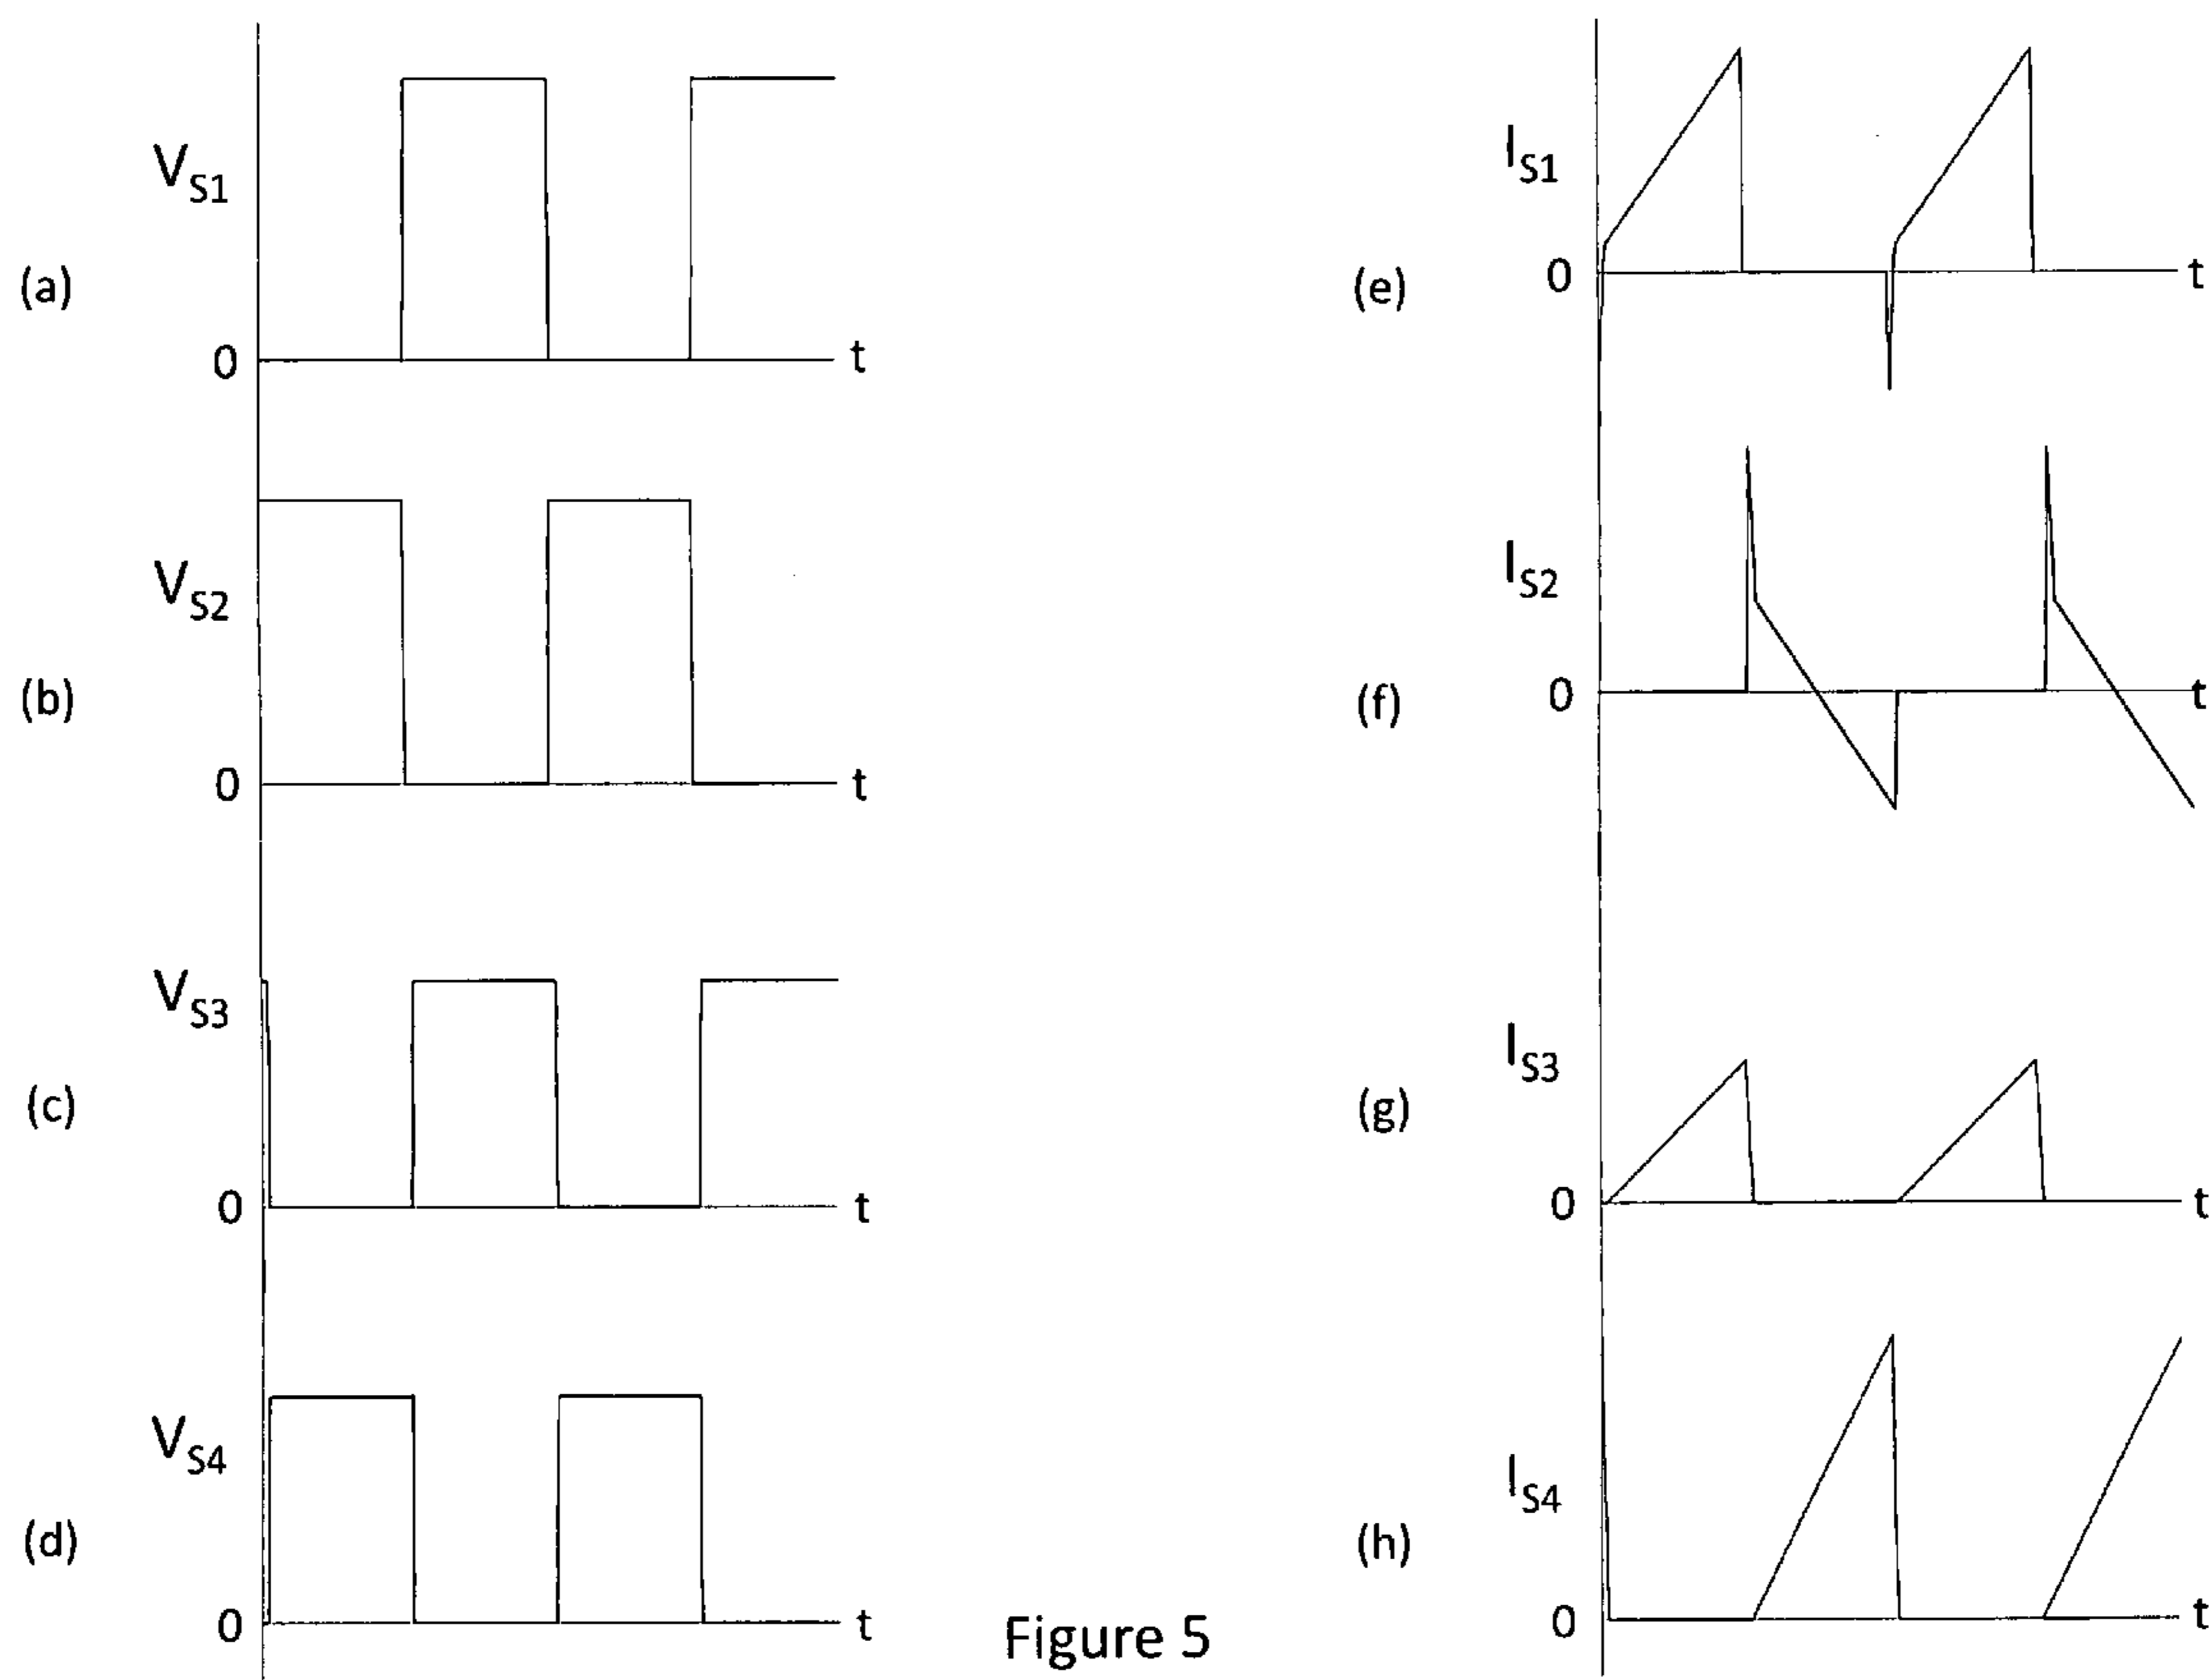 V_S1
(a)
0
t
V_S2
(b)
0
t
V_S3
(c)
0
t
V_S4
(d)
0
t
I_S1
(e)
0
t
I_S2
(f)
0
t
I_S3
(g)
0
t
I_S4
(h)
0
t
Figure 5